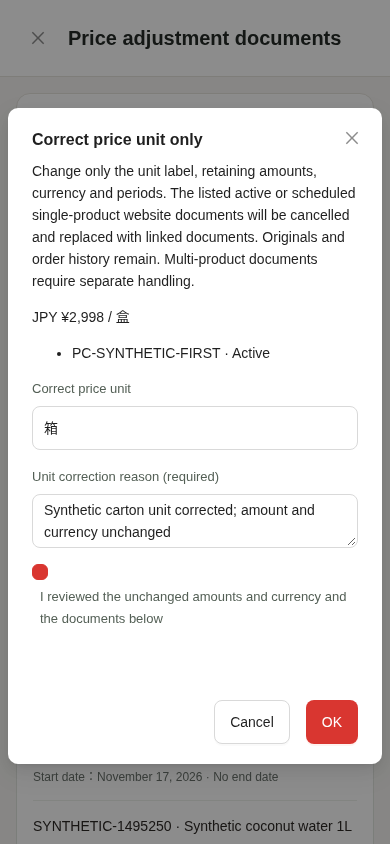 Price adjustment documents
Correct price unit only
Change only the unit label, retaining amounts,
currency and periods. The listed active or scheduled
single-product website documents will be cancelled
and replaced with linked documents. Originals and
order history remain. Multi-product documents
require separate handling.
JPY ¥2,998 / 盒
• PC-SYNTHETIC-FIRST · Active
Correct price unit
箱
Unit correction reason (required)
Synthetic carton unit corrected; amount and
currency unchanged
I reviewed the unchanged amounts and currency and
the documents below
Cancel
OK
Start date：November 17, 2026 · No end date
SYNTHETIC-1495250 · Synthetic coconut water 1L